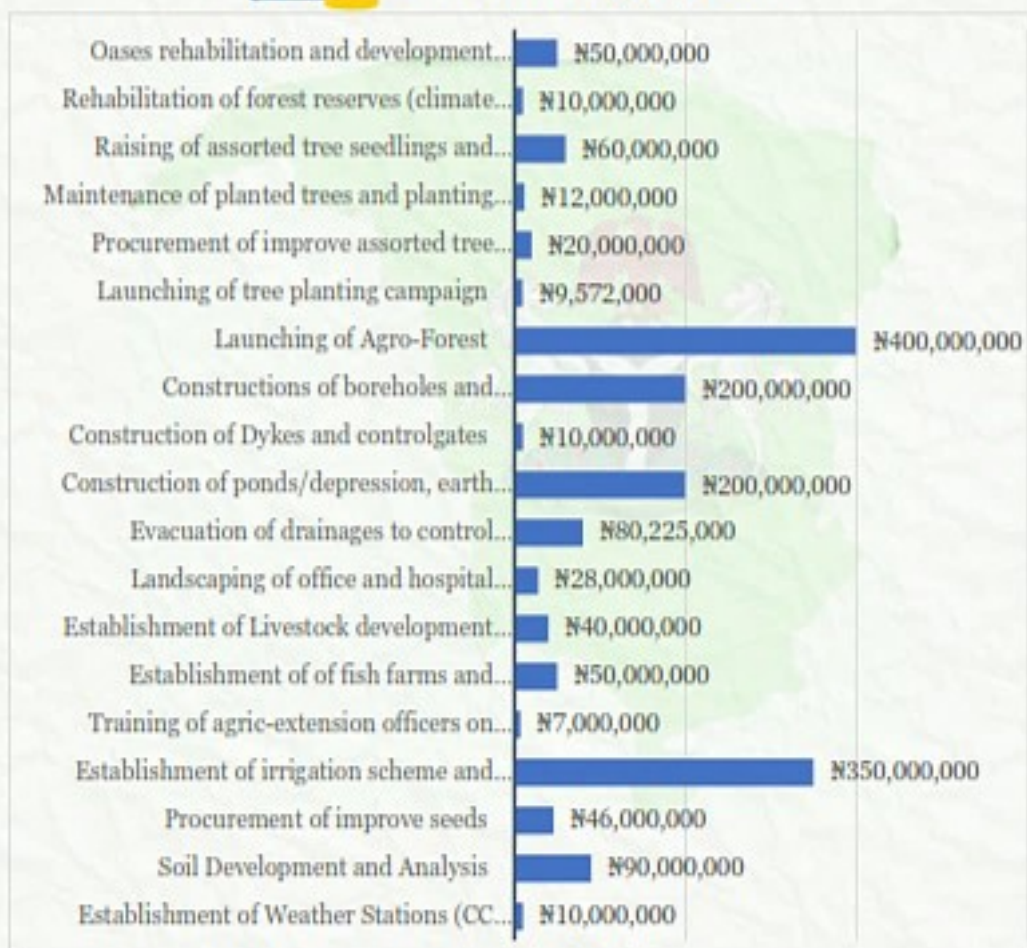 Oases rehabilitation and development... ₦50,000,000
Rehabilitation of forest reserves (climate... ₦10,000,000
Raising of assorted tree seedlings and... ₦60,000,000
Maintenance of planted trees and planting... ₦12,000,000
Procurement of improve assorted tree... ₦20,000,000
Launching of tree planting campaign ₦9,572,000
Launching of Agro-Forest ₦400,000,000
Constructions of boreholes and... ₦200,000,000
Construction of Dykes and controlgates ₦10,000,000
Construction of ponds/depression, earth... ₦200,000,000
Evacuation of drainages to control... ₦80,225,000
Landscaping of office and hospital... ₦28,000,000
Establishment of Livestock development... ₦40,000,000
Establishment of of fish farms and... ₦50,000,000
Training of agric-extension officers on... ₦7,000,000
Establishment of irrigation scheme and... ₦350,000,000
Procurement of improve seeds ₦46,000,000
Soil Development and Analysis ₦90,000,000
Establishment of Weather Stations (CC... ₦10,000,000